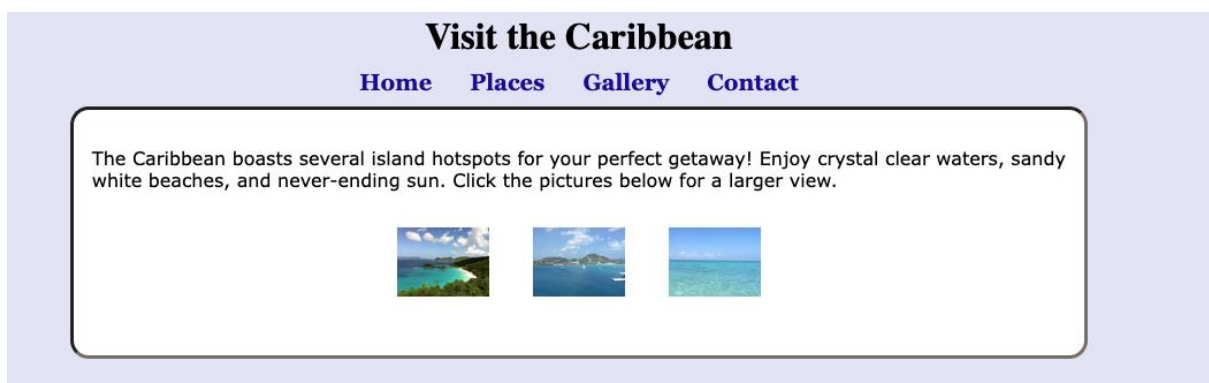 Visit the Caribbean
Home Places Gallery Contact
The Caribbean boasts several island hotspots for your perfect getaway! Enjoy crystal clear waters, sandy
white beaches, and never-ending sun. Click the pictures below for a larger view.